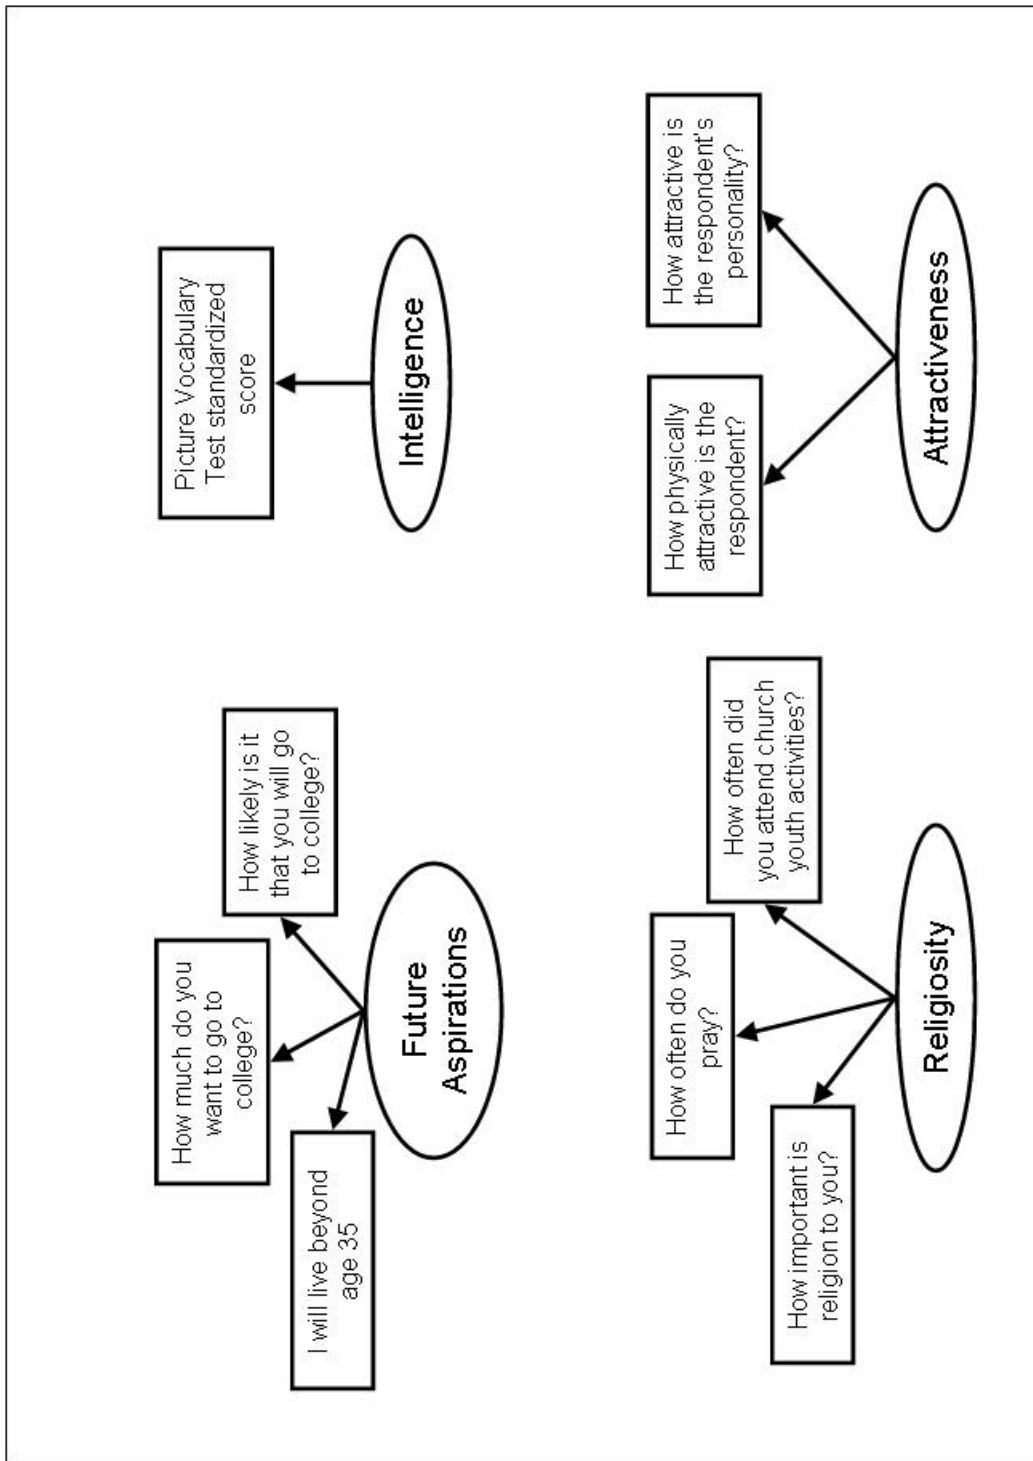 I will live beyond
age 35
How much do you
want to go to
college?
How likely is it
that you will go
to college?
Future
Aspirations
Picture Vocabulary
Test standardized
score
Intelligence
How important is
religion to you?
How often do you
pray?
How often did
you attend church
youth activities?
Religiosity
How physically
attractive is the
respondent?
How attractive is
the respondent's
personality?
Attractiveness